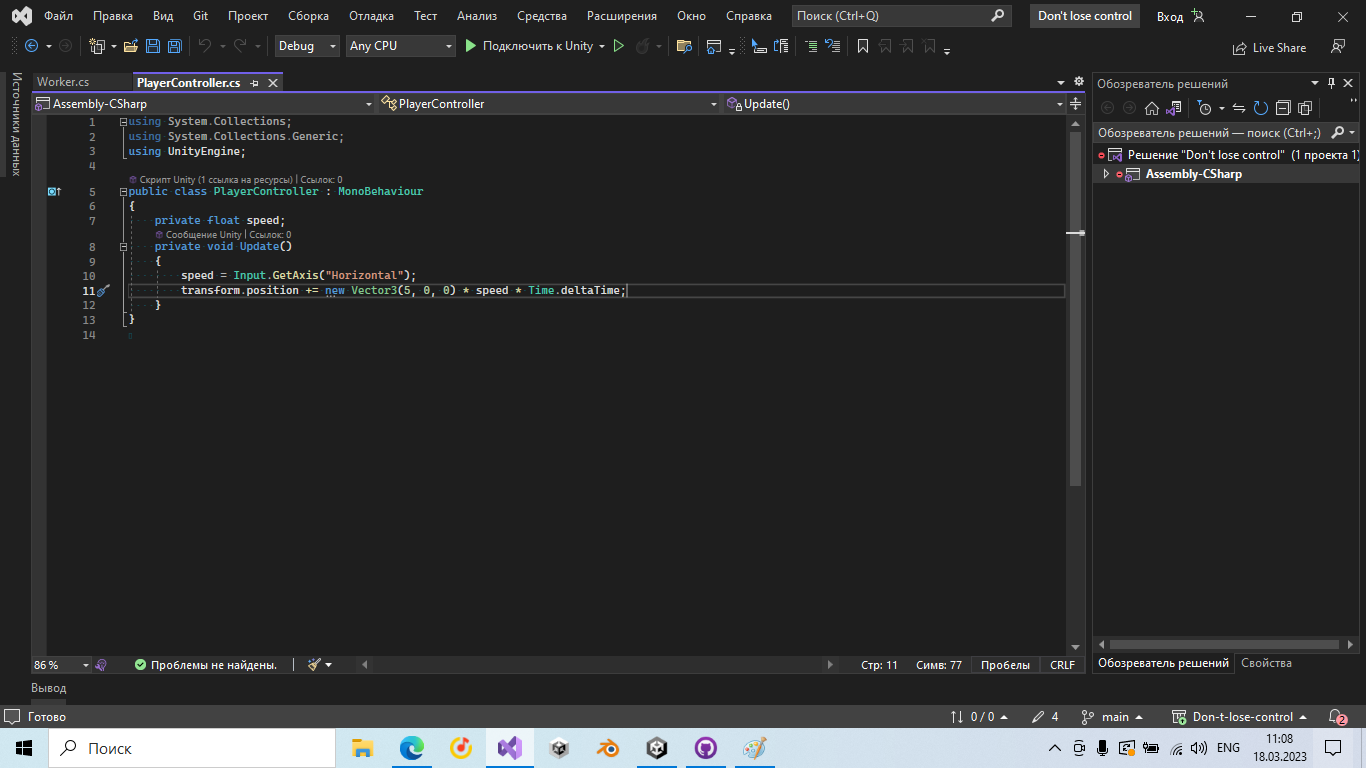 Файл Правка Вид Git Проект Сборка Отладка Тест Анализ Средства Расширения Окно Справка Поиск (Ctrl+Q) Don't lose control Вход
Debug Any CPU Подключить к Unity Live Share
Источники данных
Worker.cs PlayerController.cs
Assembly-CSharp PlayerController Update()
1 using System.Collections;
2 using System.Collections.Generic;
3 using UnityEngine;
4
Скрипт Unity (1 ссылка на ресурсы) | Ссылок: 0
5 public class PlayerController : MonoBehaviour
6 {
7 private float speed;
Сообщение Unity | Ссылок: 0
8 private void Update()
9 {
10 speed = Input.GetAxis("Horizontal");
11 transform.position += new Vector3(5, 0, 0) * speed * Time.deltaTime;
12 }
13 }
14
86 % Проблемы не найдены. Стр: 11 Симв: 77 Пробелы CRLF
Обозреватель решений
Обозреватель решений — поиск (Ctrl+;)
Решение "Don't lose control" (1 проекта 1)
Assembly-CSharp
Обозреватель решений Свойства
Вывод
Готово 0 / 0 4 main Don-t-lose-control 2
Поиск ENG 11:08
18.03.2023